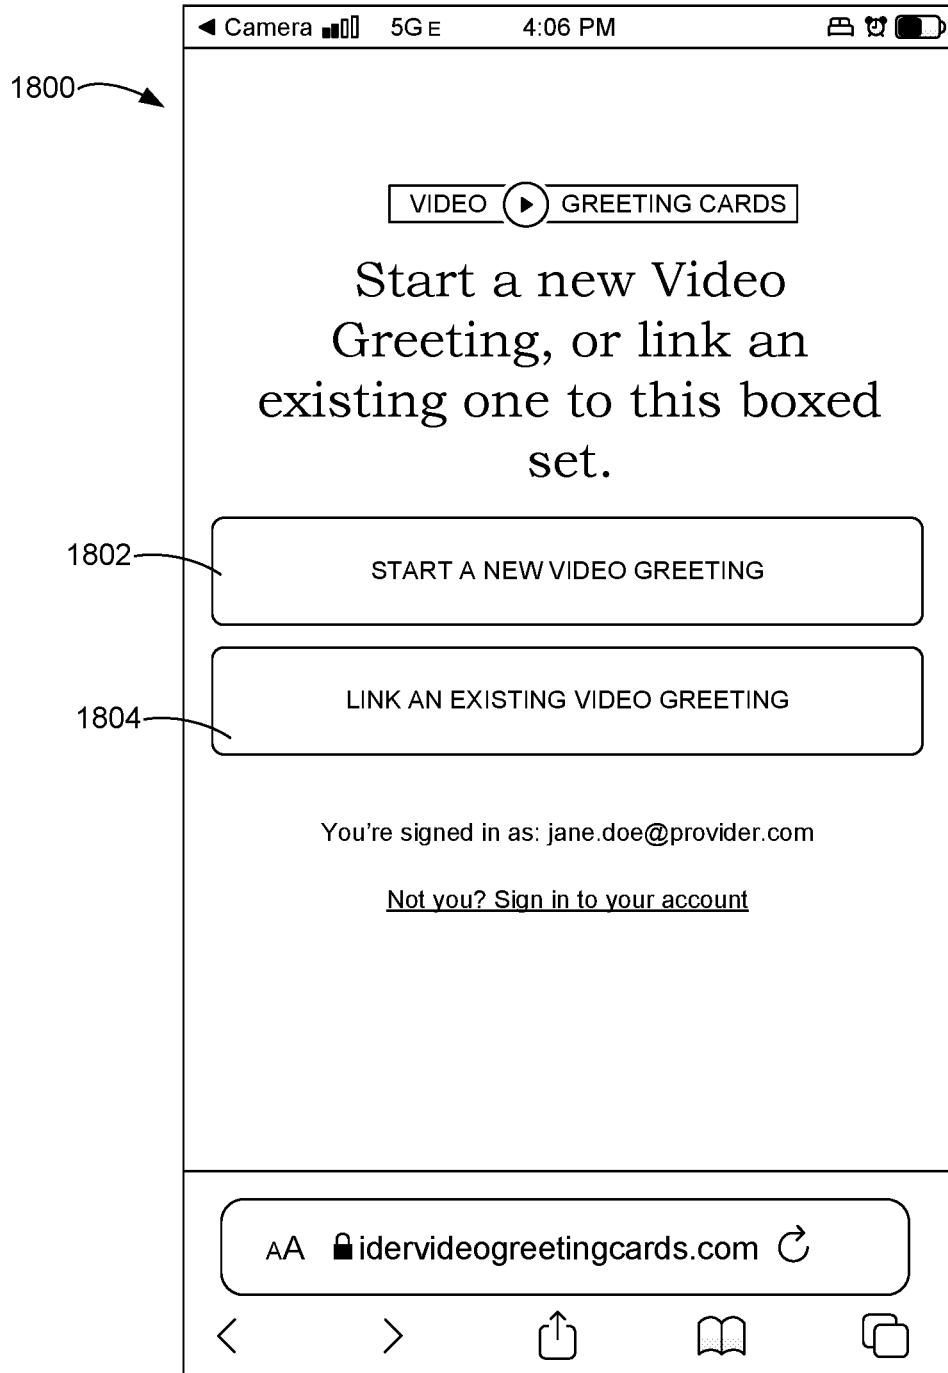 ◀ Camera 5G E 4:06 PM
1800
VIDEO GREETING CARDS
Start a new Video
Greeting, or link an
existing one to this boxed
set.
1802
START A NEW VIDEO GREETING
LINK AN EXISTING VIDEO GREETING
1804
You're signed in as: jane.doe@provider.com
Not you? Sign in to your account
AA idervideogreetingcards.com